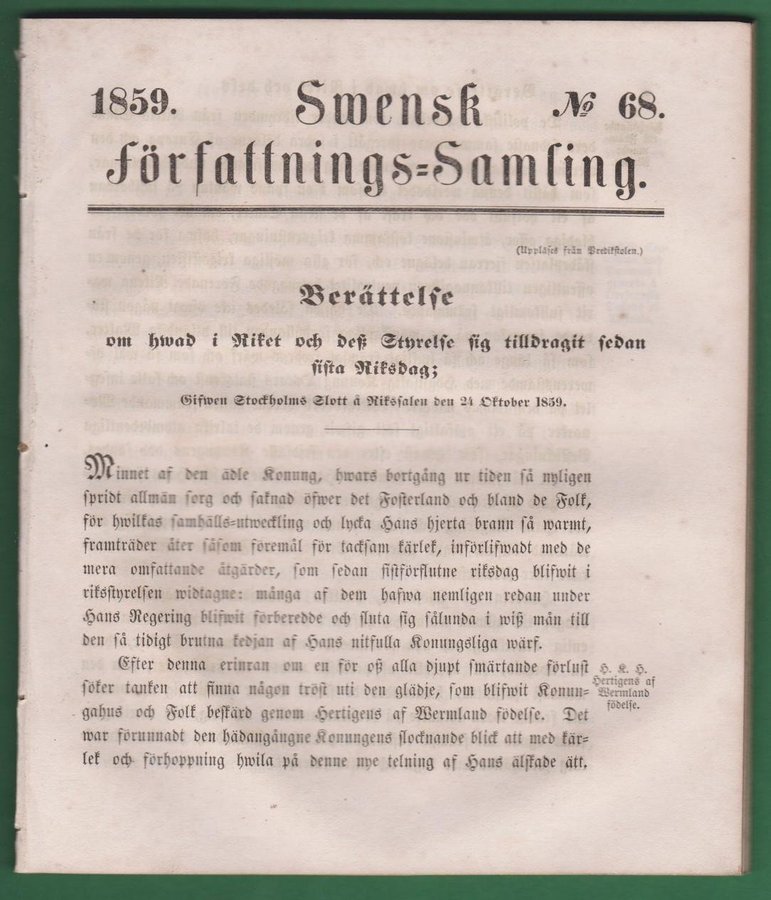 1859. Swensk № 68.
Författnings=Samling.
(Uppläses från Predikstolen.)
Berättelse
om hwad i Riket och deß Styrelse sig tilldragit sedan
sista Riksdag;
Gifwen Stockholms Slott å Rikssalen den 24 Oktober 1859.
Minnet af den ädle Konung, hwars bortgång ur tiden så nyligen
spridt allmän sorg och saknad öfwer det Fosterland och bland de Folk,
för hwilkas samhälls=utweckling och lycka Hans hjerta brann så warmt,
framträder åter såsom föremål för tacksam kärlek, införlifwadt med de
mera omfattande åtgärder, som sedan sistförflutne riksdag blifwit i
riksstyrelsen widtagne: många af dem hafwa nemligen redan under
Hans Regering blifwit förberedde och sluta sig sålunda i wiß mån till
den så tidigt brutna kedjan af Hans nitfulla Konungsliga wärf.
Efter denna erinran om en för oß alla djupt smärtande förlust
söker tanken att finna någon tröst uti den glädje, som blifwit Konun-
gahus och Folk beskärd genom Hertigens af Wermland födelse. Det
war förunnadt den hädangångne Konungens slocknande blick att med kär-
lek och förhoppning hwila på denne nye telning af Hans älskade ätt.
H. K. H.
Hertigens af
Wermland
födelse.